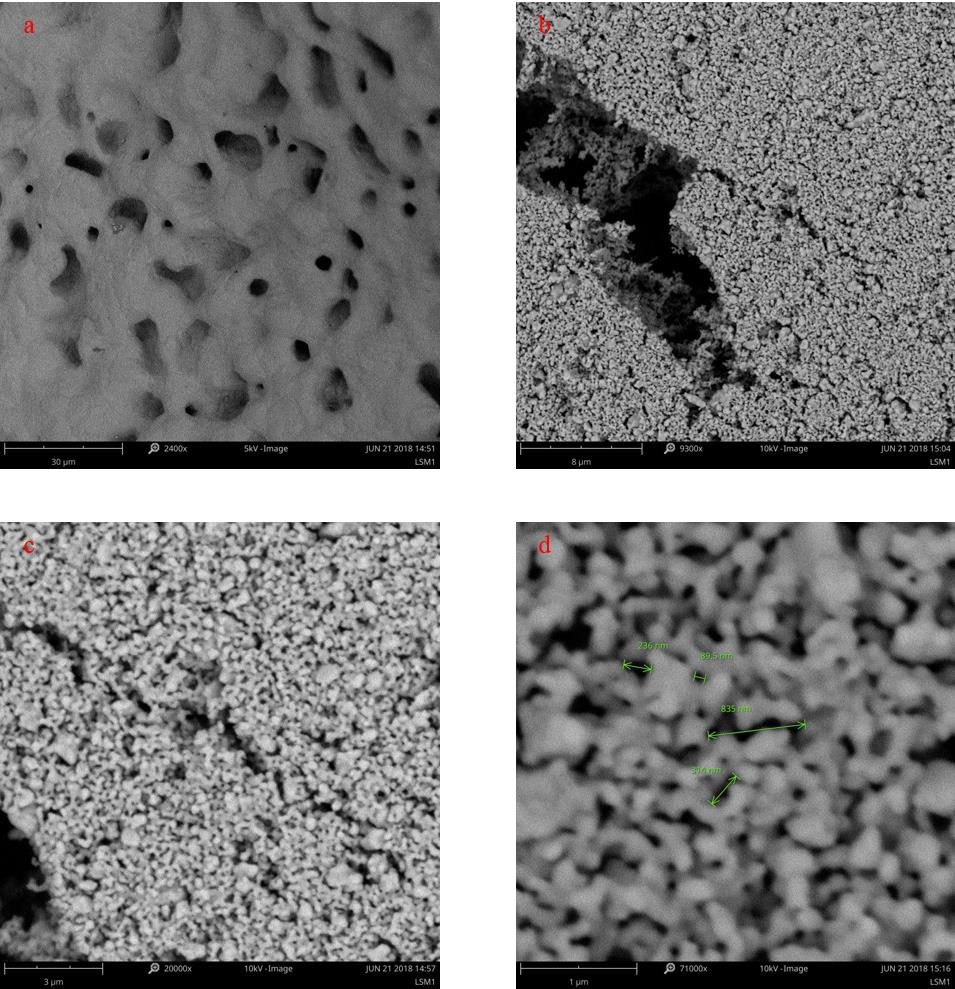 a
30 µm
2400x
5kV - Image
JUN 21 2018 14:51
LSM1
b
8 µm
9300x
10kV - Image
JUN 21 2018 15:04
LSM1
c
3 µm
20000x
10kV - Image
JUN 21 2018 14:57
LSM1
d
236 nm
89.5 nm
835 nm
1 µm
71000x
10kV - Image
JUN 21 2018 15:16
LSM1